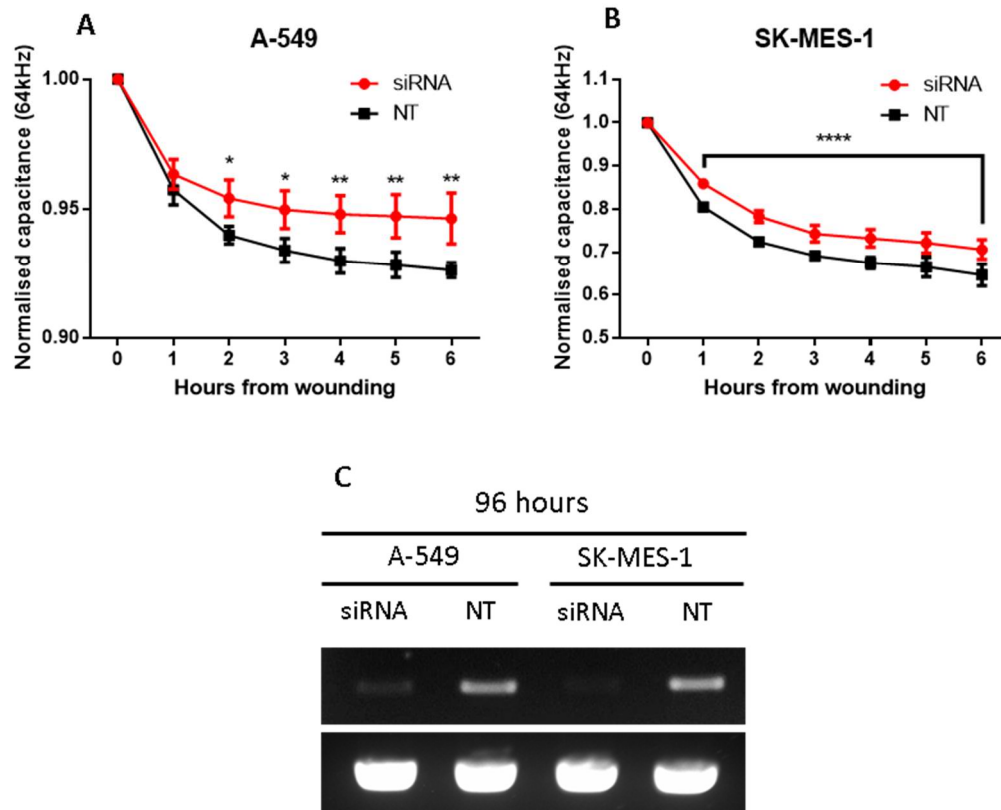 A
A-549
Normalised capacitance (64kHz)
1.00
0.95
0.90
siRNA
NT
* * ** ** **
0 1 2 3 4 5 6
Hours from wounding
B
SK-MES-1
Normalised capacitance (64kHz)
1.1
1.0
0.9
0.8
0.7
0.6
0.5
siRNA
NT
****
0 1 2 3 4 5 6
Hours from wounding
C
96 hours
A-549 SK-MES-1
siRNA NT siRNA NT